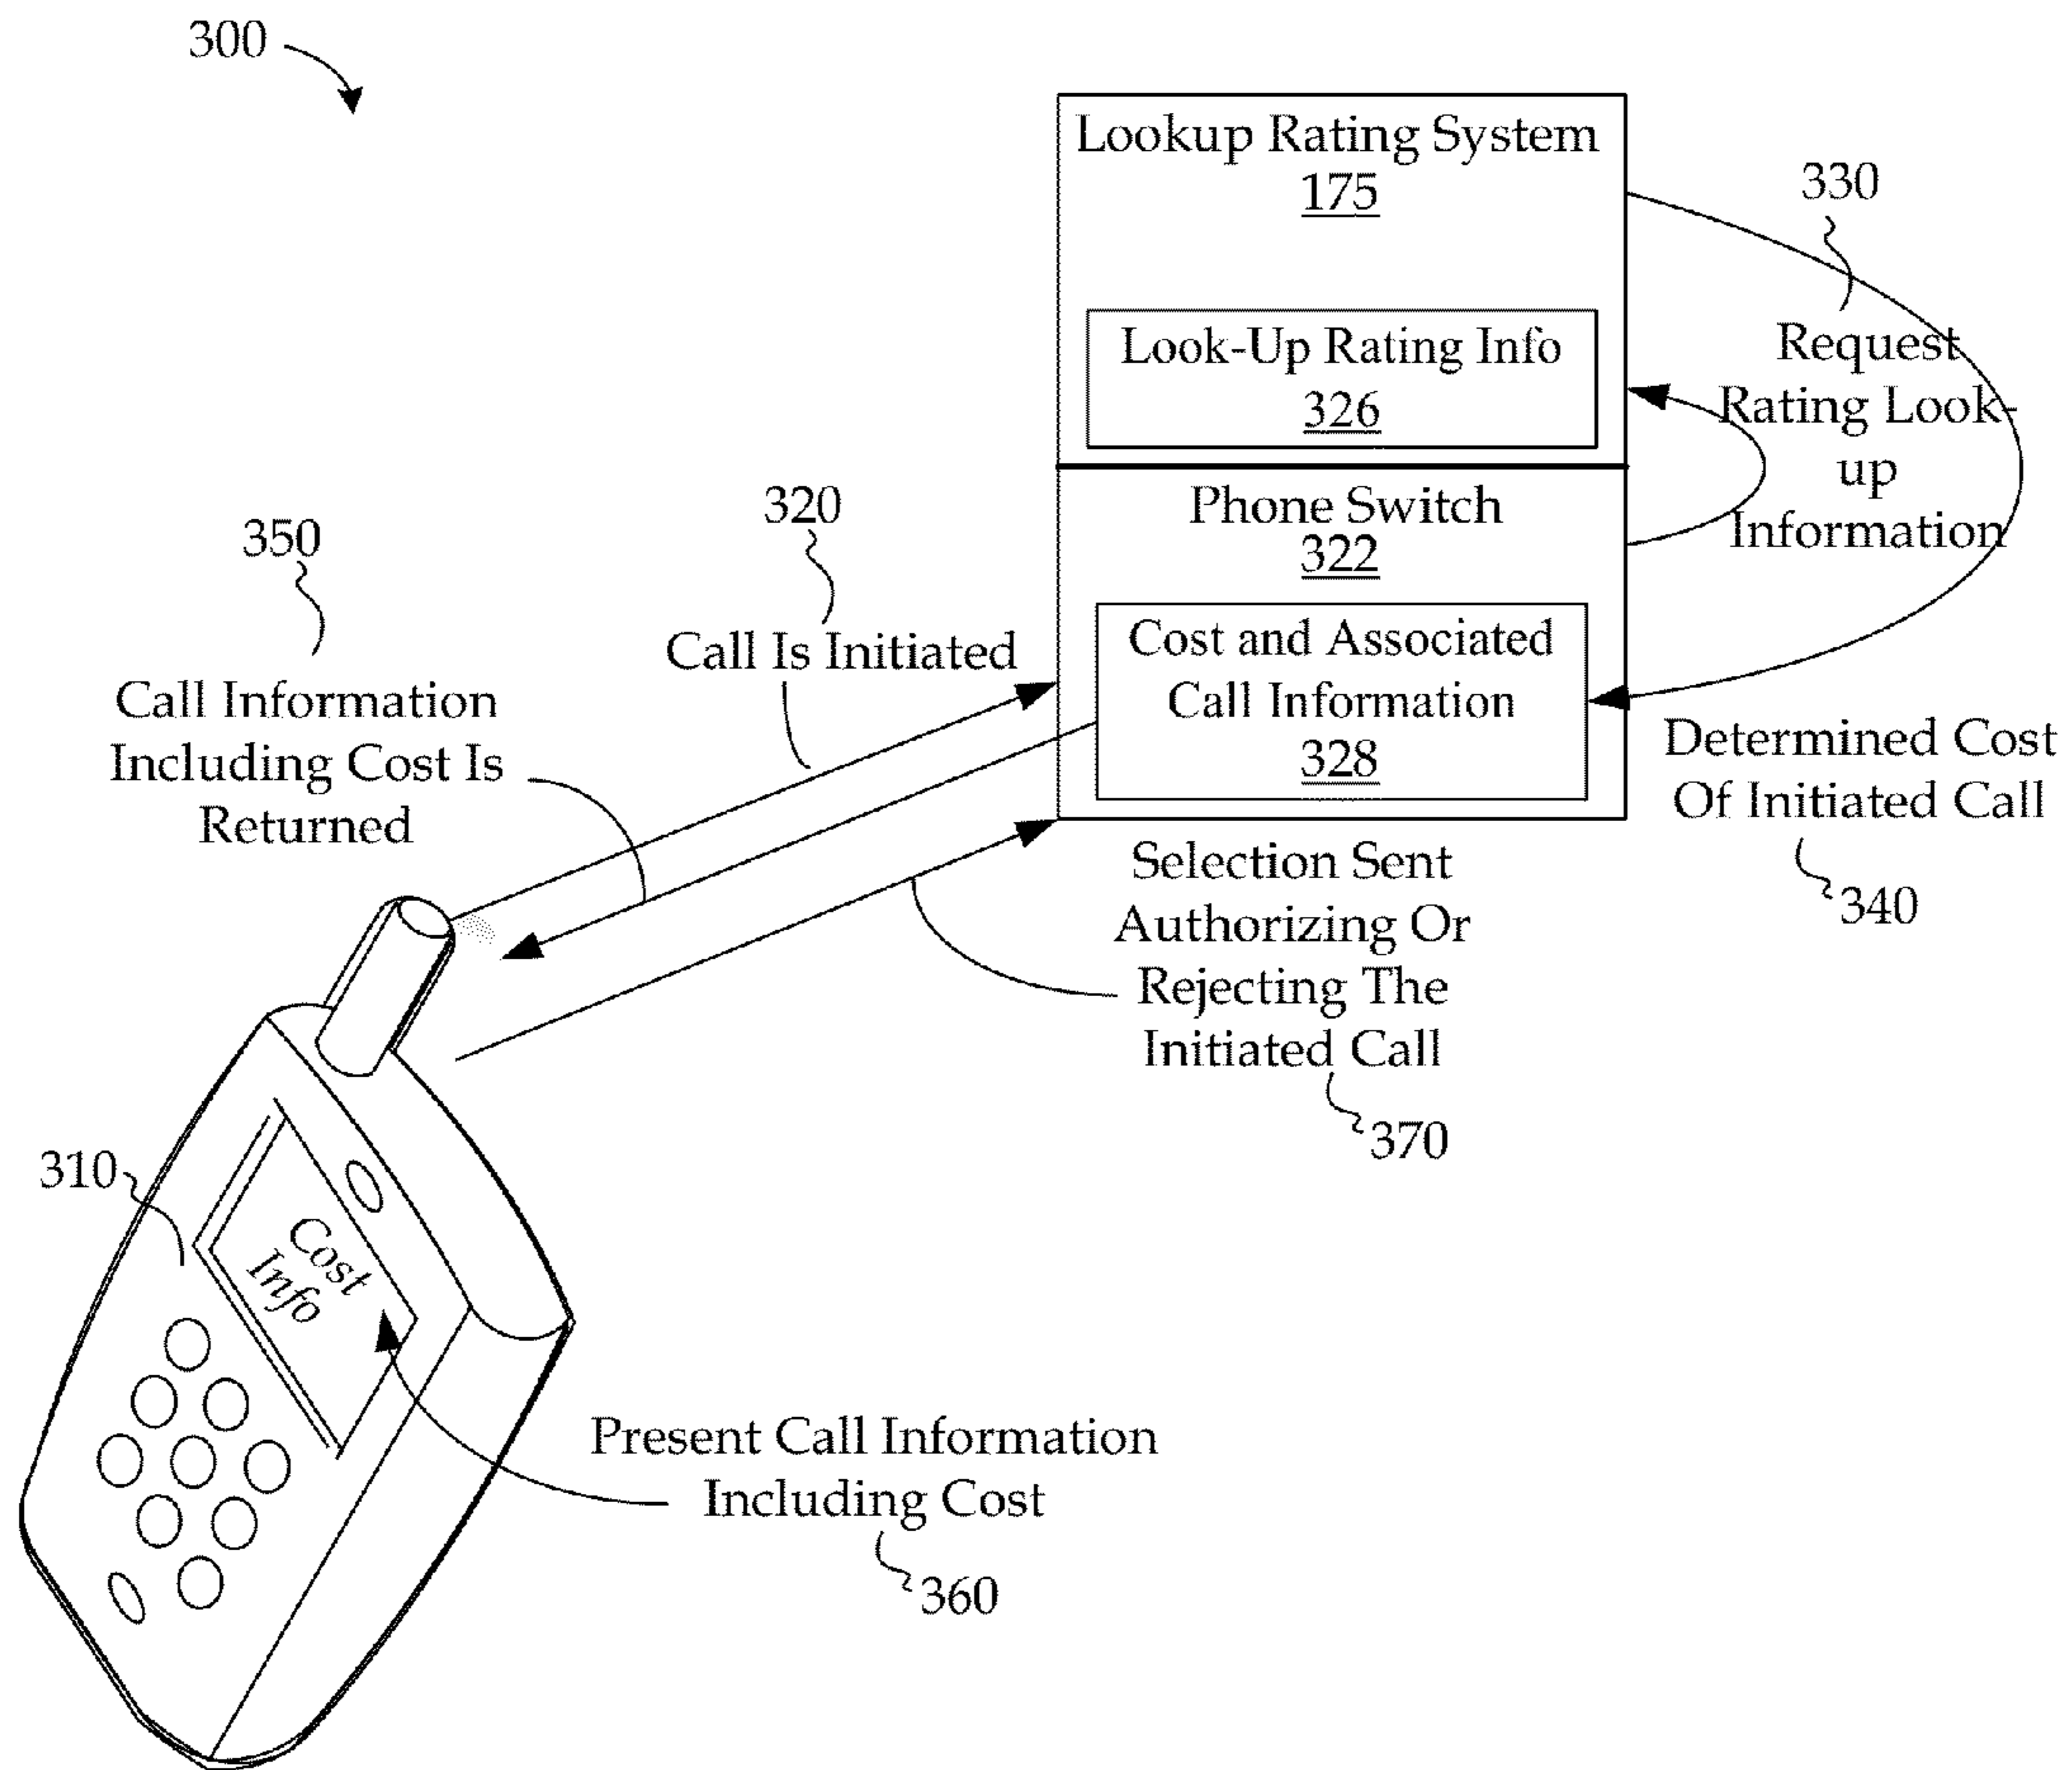 300
Lookup Rating System
175
330
Look-Up Rating Info
326
Request
Rating Look-
up
Information
Phone Switch
322
320
Call Is Initiated
350
Call Information
Including Cost Is
Returned
Cost and Associated
Call Information
328
Determined Cost
Of Initiated Call
340
Selection Sent
Authorizing Or
Rejecting The
Initiated Call
370
310
Cost
Info
Present Call Information
Including Cost
360